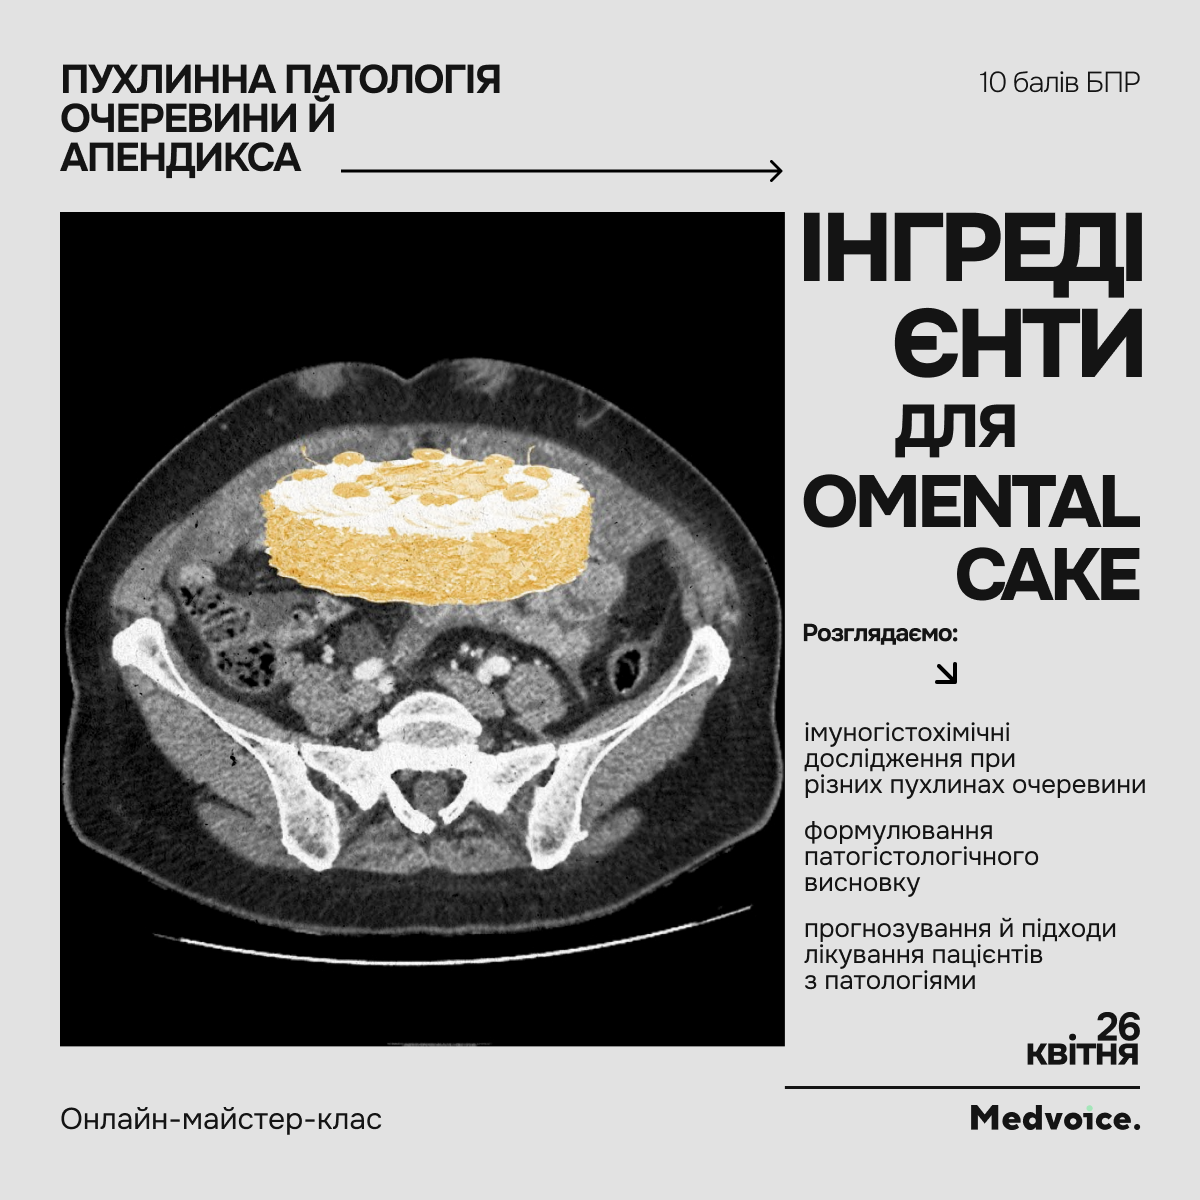 ПУХЛИННА ПАТОЛОГІЯ
ОЧЕРЕВИНИ Й
АПЕНДИКСА
10 балів БПР
ІНГРЕДІ
ЄНТИ
для
OMENTAL
CAKE
Розглядаємо:
імуногістохімічні
дослідження при
різних пухлинах очеревини
формулювання
патогістологічного
висновку
прогнозування й підходи
лікування пацієнтів
з патологіями
26
квітня
Онлайн-майстер-клас
Medvoice.